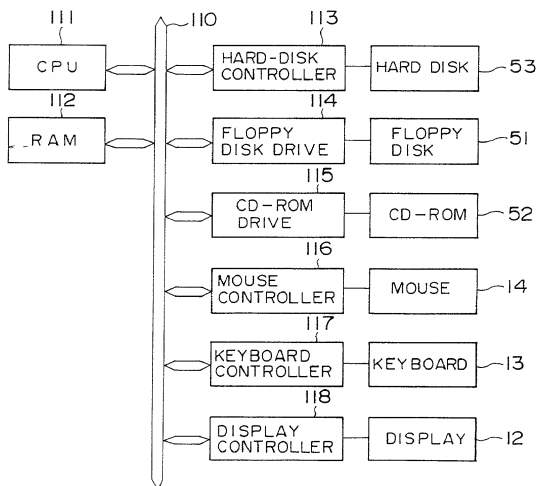 111
110
113
CPU
HARD-DISK
CONTROLLER
HARD DISK
53
112
114
RAM
FLOPPY
DISK DRIVE
FLOPPY
DISK
51
115
CD-ROM
DRIVE
CD-ROM
52
116
MOUSE
CONTROLLER
MOUSE
14
117
KEYBOARD
CONTROLLER
KEYBOARD
13
118
DISPLAY
CONTROLLER
DISPLAY
12